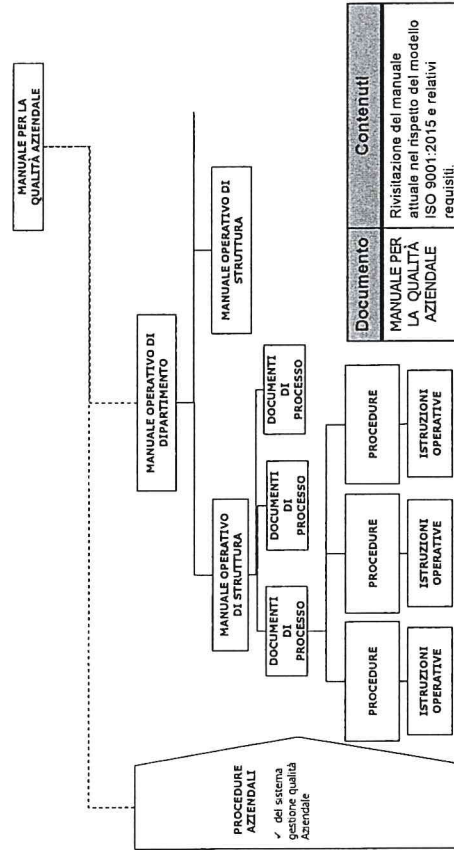 MANUALE PER LA
QUALITÀ AZIENDALE
MANUALE OPERATIVO DI
DIPARTIMENTO
MANUALE OPERATIVO
DI STRUTTURA
MANUALE OPERATIVO DI
STRUTTURA
DOCUMENTI
DI
PROCESSO
DOCUMENTI
DI
PROCESSO
DOCUMENTI
DI
PROCESSO
PROCEDURE
PROCEDURE
PROCEDURE
ISTRUZIONI
OPERATIVE
ISTRUZIONI
OPERATIVE
ISTRUZIONI
OPERATIVE
PROCEDURE
AZIENDALI
✓ del sistema
gestione qualità
Aziendale
Documento Contenuti
MANUALE PER Rivisitazione del manuale
LA QUALITÀ attuale nel rispetto del modello
AZIENDALE ISO 9001:2015 e relativi
requisiti.